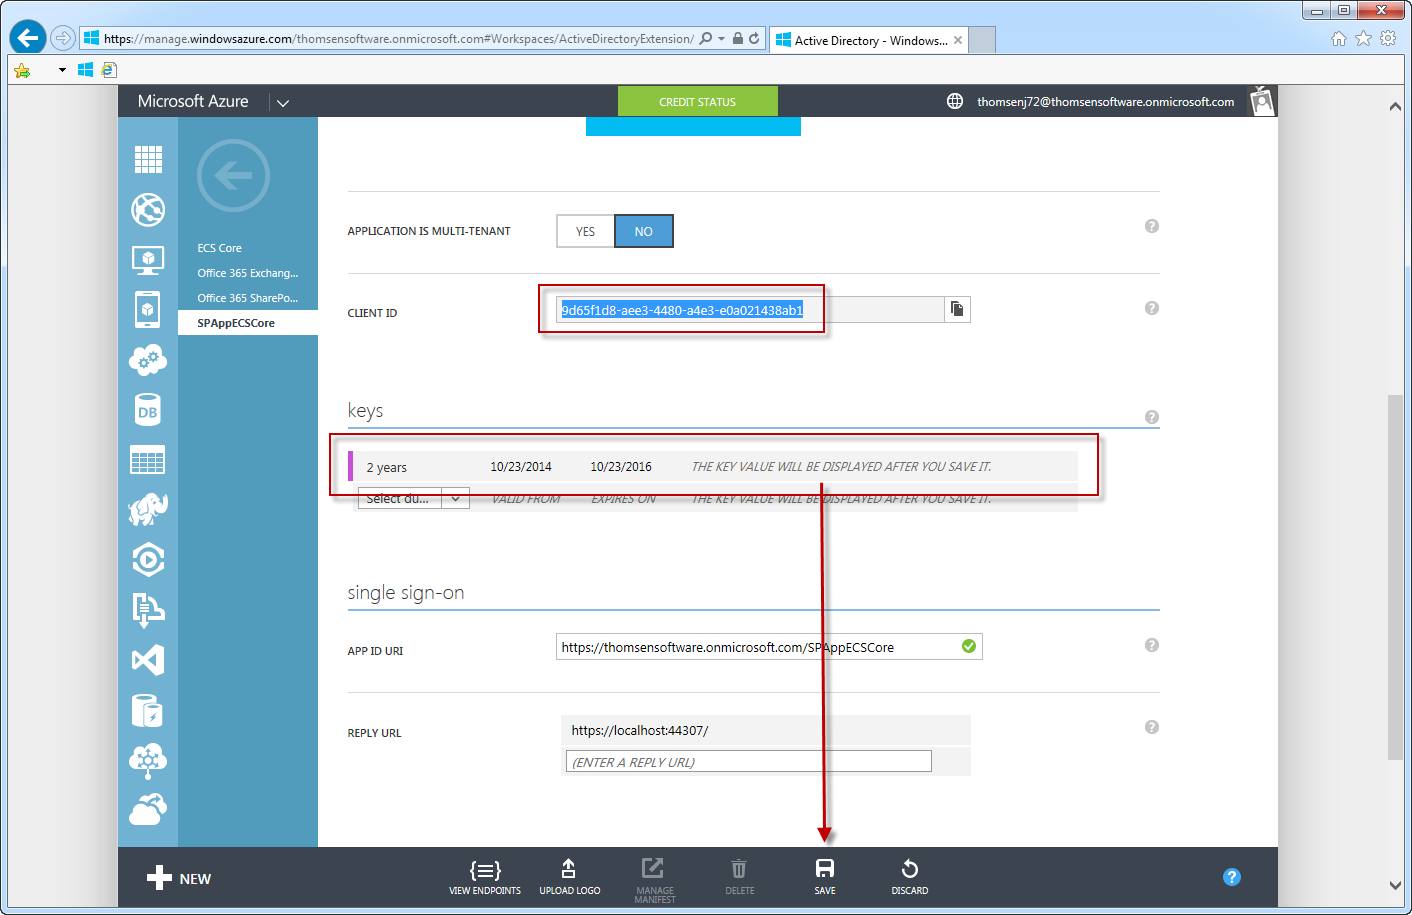 https://manage.windowsazure.com/thomsensoftware.onmicrosoft.com#Workspaces/ActiveDirectoryExtension/
Active Directory - Windows...
Microsoft Azure
CREDIT STATUS
thomsenj72@thomsensoftware.onmicrosoft.com
ECS Core
Office 365 Exchang...
Office 365 SharePo...
SPAppECSCore
DB
APPLICATION IS MULTI-TENANT
YES
NO
CLIENT ID
9d65f1d8-aee3-4480-a4e3-e0a021438ab1
keys
2 years 10/23/2014 10/23/2016 THE KEY VALUE WILL BE DISPLAYED AFTER YOU SAVE IT.
Select du... VALID FROM EXPIRES ON THE KEY VALUE WILL BE DISPLAYED AFTER YOU SAVE IT.
single sign-on
APP ID URI
https://thomsensoftware.onmicrosoft.com/SPAppECSCore
REPLY URL
https://localhost:44307/
(ENTER A REPLY URL)
NEW
VIEW ENDPOINTS
UPLOAD LOGO
MANAGE
MANIFEST
DELETE
SAVE
DISCARD